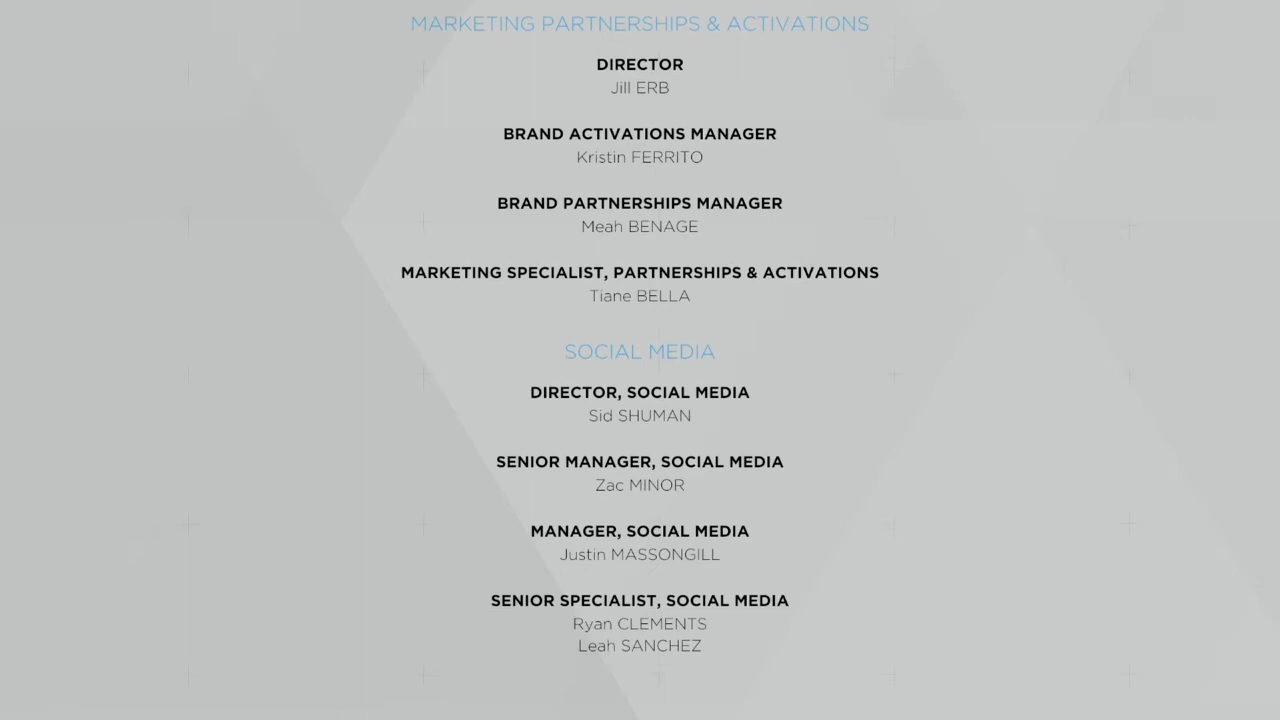 MARKETING PARTNERSHIPS & ACTIVATIONS
DIRECTOR
Jill ERB
BRAND ACTIVATIONS MANAGER
Kristin FERRITO
BRAND PARTNERSHIPS MANAGER
Meah BENAGE
MARKETING SPECIALIST, PARTNERSHIPS & ACTIVATIONS
Tiane BELLA
SOCIAL MEDIA
DIRECTOR, SOCIAL MEDIA
Sid SHUMAN
SENIOR MANAGER, SOCIAL MEDIA
Zac MINOR
MANAGER, SOCIAL MEDIA
Justin MASSONGILL
SENIOR SPECIALIST, SOCIAL MEDIA
Ryan CLEMENTS
Leah SANCHEZ